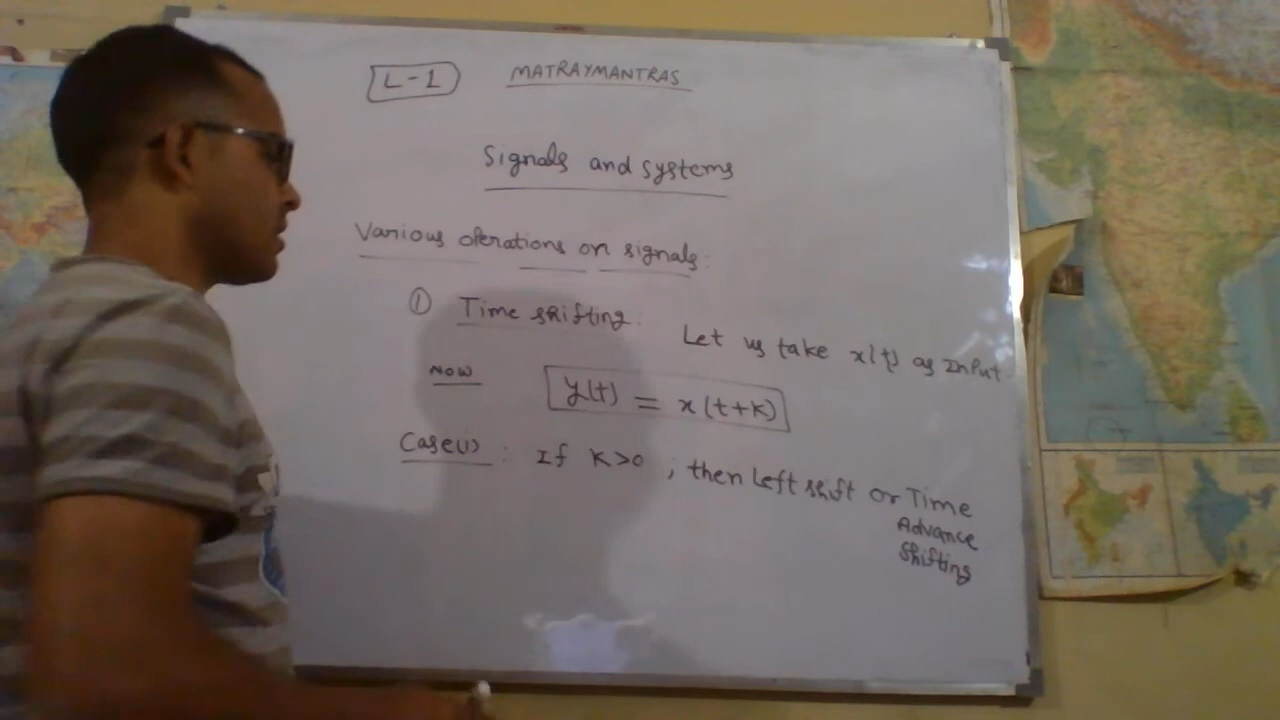 L-1
MATRAYMANTRAS
Signals and systems
Various operations on signals:
① Time shifting:
Let us take x(t) as Input.
NOW
y(t) = x(t+k)
Case(1): If K>0 ; then Left shift or Time
Advance
shifting